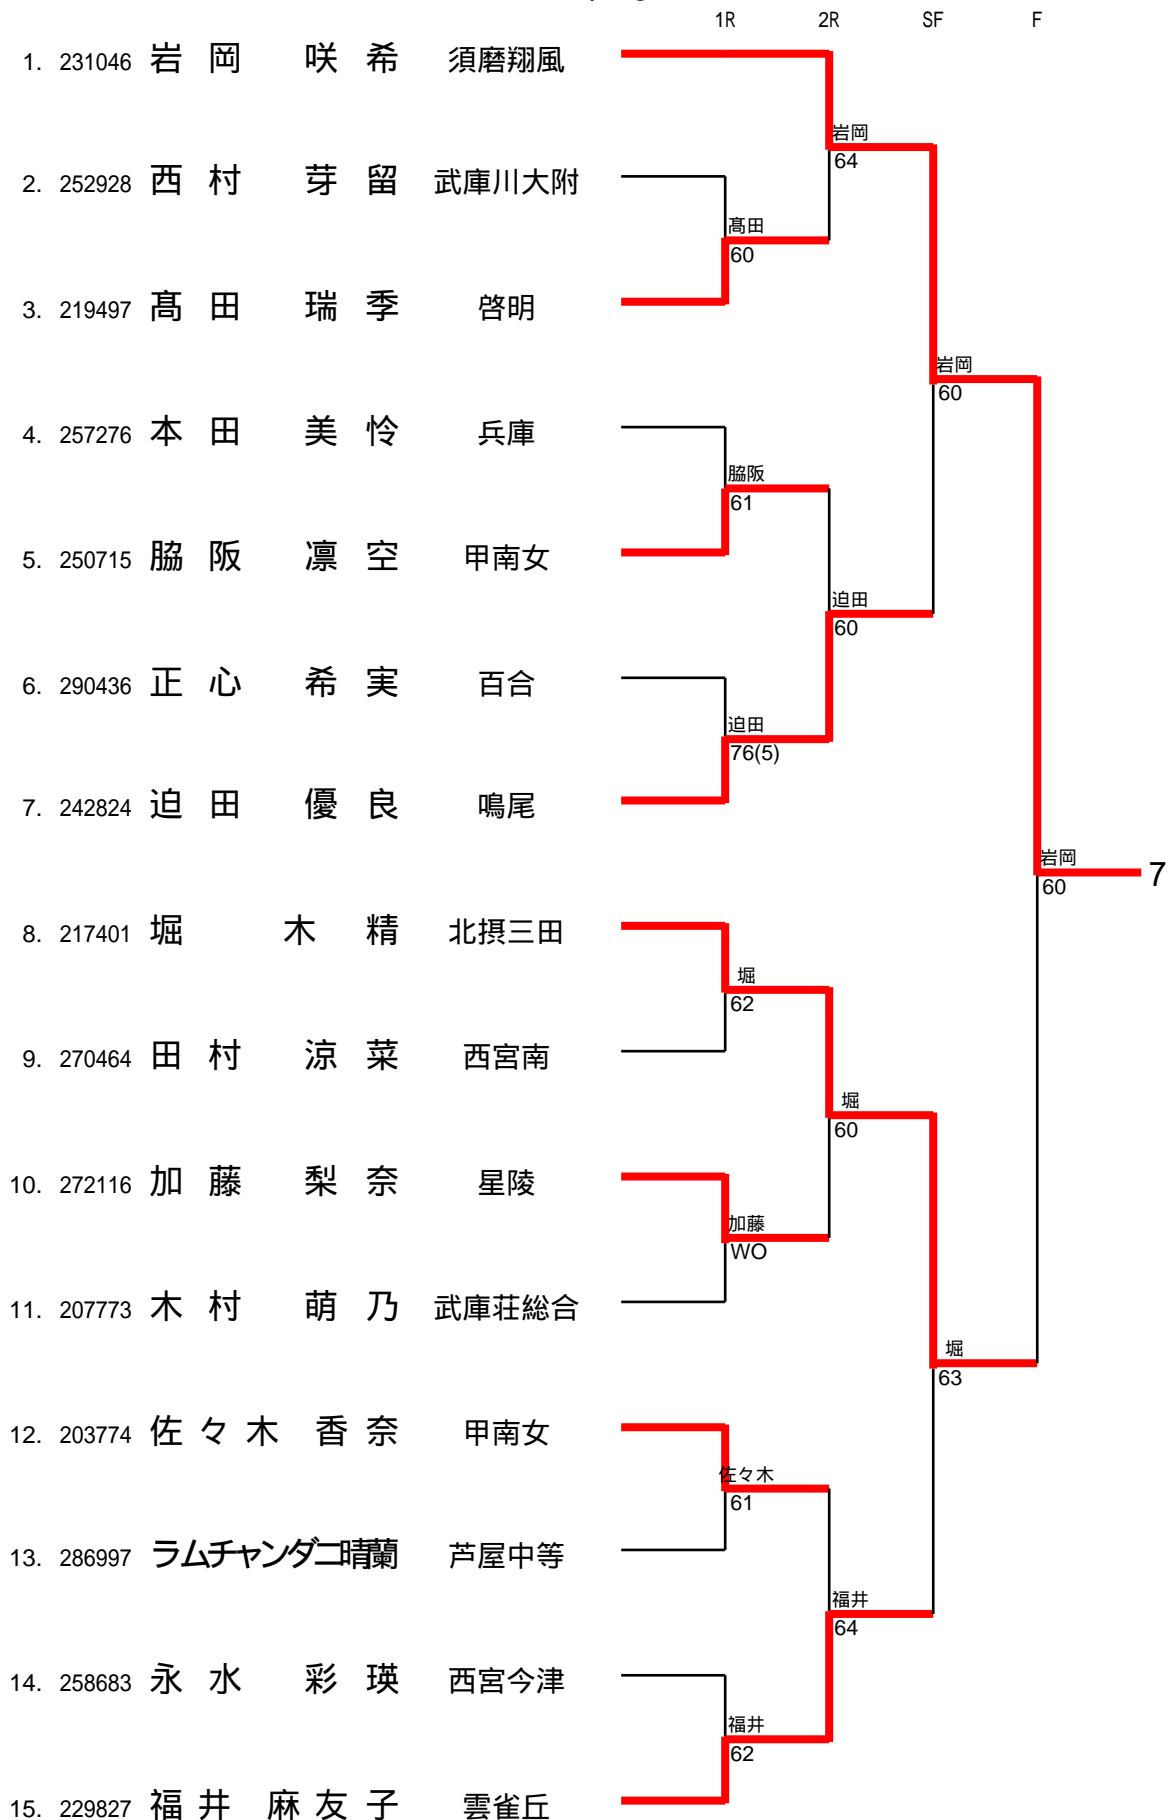 1R 2R SF F
1. 231046 岩岡 咲希 須磨翔風
岩岡
64
2. 252928 西村 芽留 武庫川大附
髙田
60
3. 219497 髙田 瑞季 啓明
岩岡
60
4. 257276 本田 美怜 兵庫
脇阪
61
5. 250715 脇阪 凛空 甲南女
迫田
60
6. 290436 正心 希実 百合
迫田
76(5)
7. 242824 迫田 優良 鳴尾
岩岡
60
7
8. 217401 堀 木精 北摂三田
堀
62
9. 270464 田村 涼菜 西宮南
堀
60
10. 272116 加藤 梨奈 星陵
加藤
WO
11. 207773 木村 萌乃 武庫荘総合
堀
63
12. 203774 佐々木 香奈 甲南女
佐々木
61
13. 286997 ラムチャンダニ晴蘭 芦屋中等
福井
64
14. 258683 永水 彩瑛 西宮今津
福井
62
15. 229827 福井 麻友子 雲雀丘